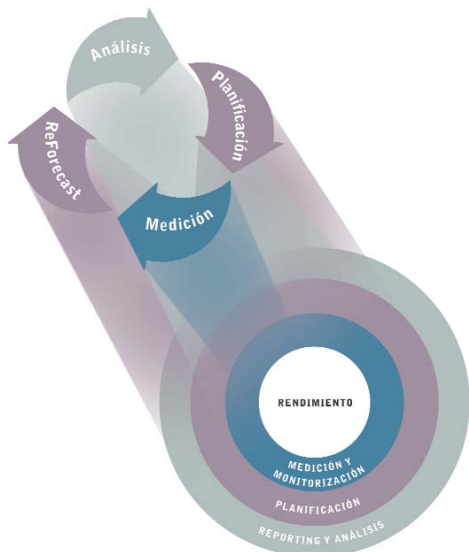 Análisis
Planificación
ReForecast
Medición
RENDIMIENTO
MEDICIÓN Y
MONITORIZACIÓN
PLANIFICACIÓN
REPORTING Y ANÁLISIS